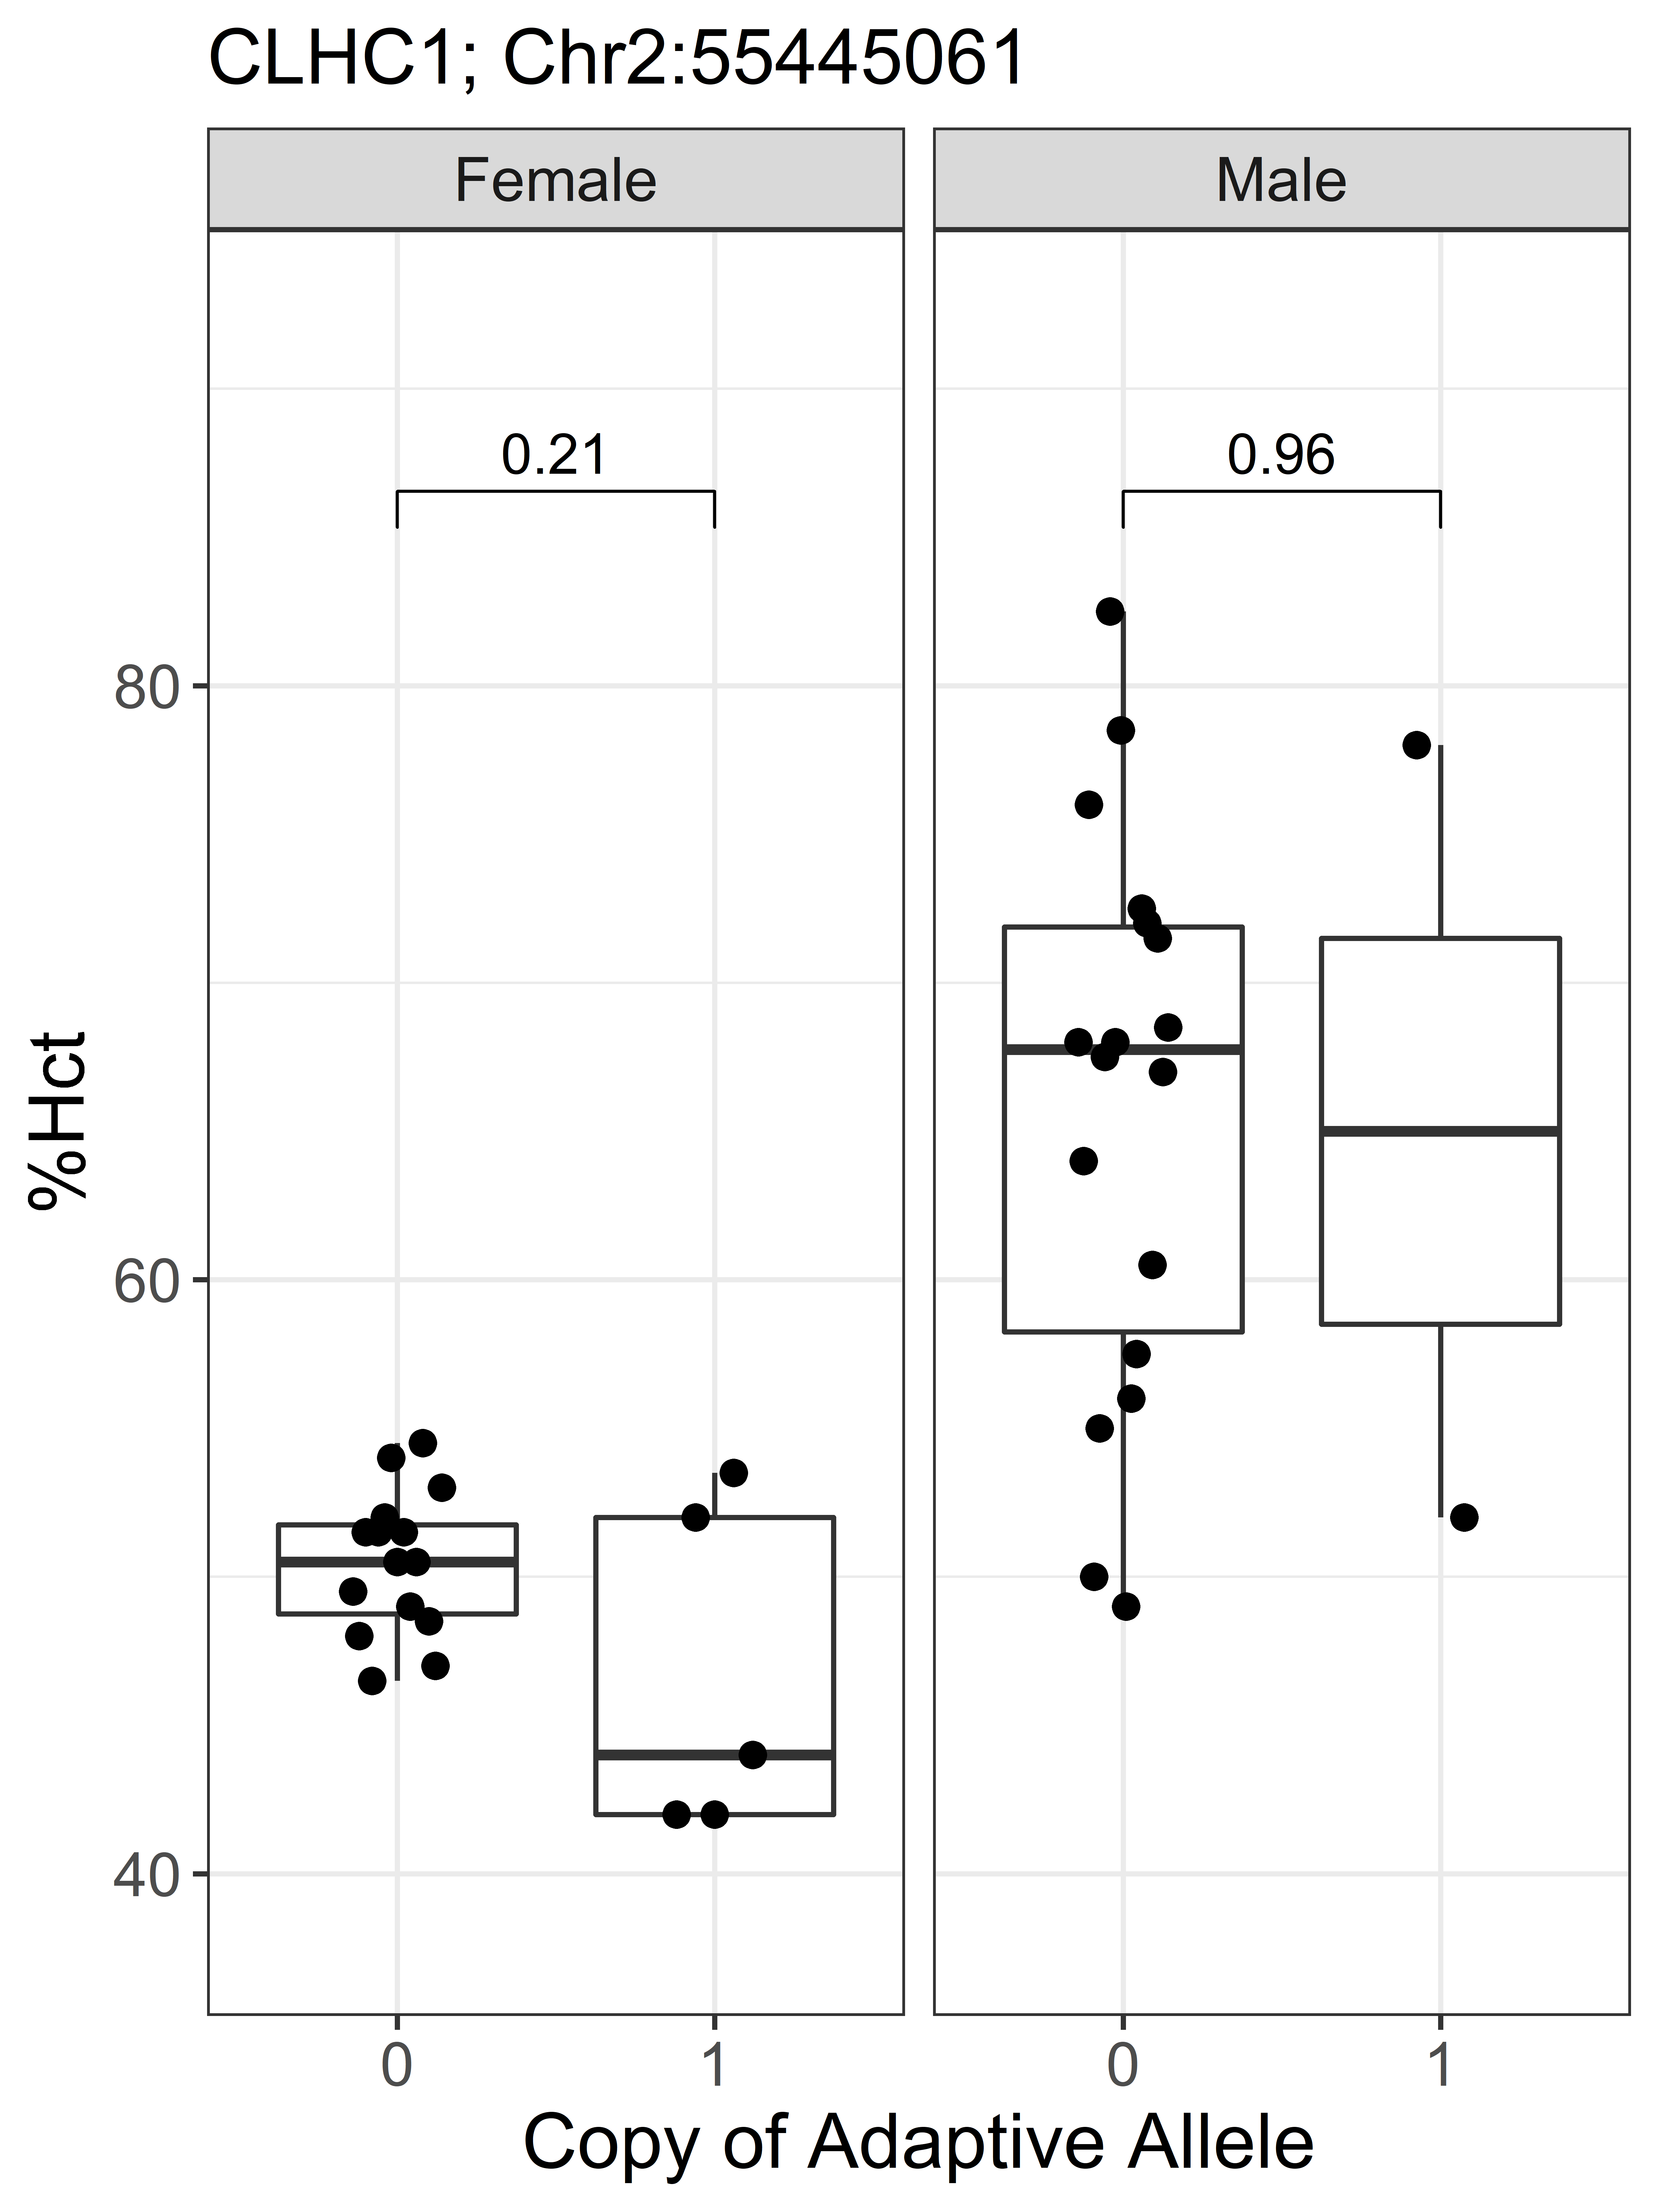 CLHC1; Chr2:55445061
Female
Male
0.21
0.96
80
60
40
%Hct
0
1
0
1
Copy of Adaptive Allele